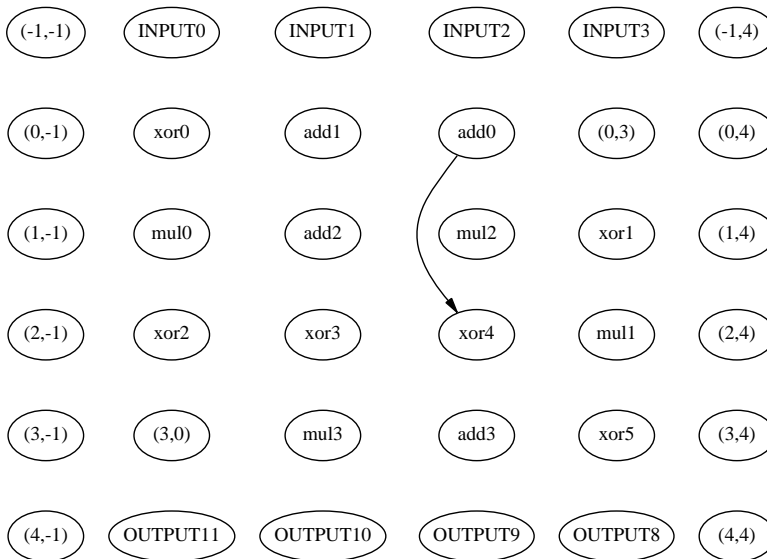 (-1,-1) INPUT0 INPUT1 INPUT2 INPUT3 (-1,4)
(0,-1) xor0 add1 add0 (0,3) (0,4)
(1,-1) mul0 add2 mul2 xor1 (1,4)
(2,-1) xor2 xor3 xor4 mul1 (2,4)
(3,-1) (3,0) mul3 add3 xor5 (3,4)
(4,-1) OUTPUT11 OUTPUT10 OUTPUT9 OUTPUT8 (4,4)